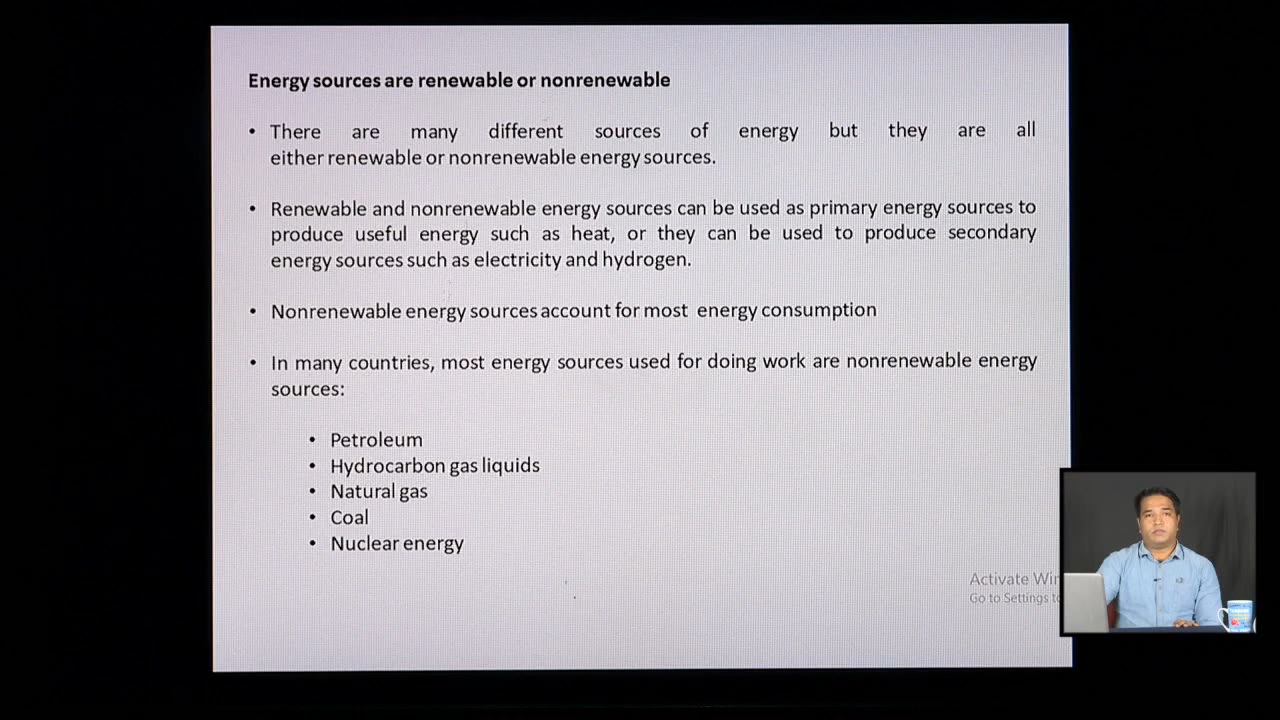 Energy sources are renewable or nonrenewable
• There are many different sources of energy but they are all
either renewable or nonrenewable energy sources.
• Renewable and nonrenewable energy sources can be used as primary energy sources to
produce useful energy such as heat, or they can be used to produce secondary
energy sources such as electricity and hydrogen.
• Nonrenewable energy sources account for most energy consumption
• In many countries, most energy sources used for doing work are nonrenewable energy
sources:
• Petroleum
• Hydrocarbon gas liquids
• Natural gas
• Coal
• Nuclear energy
Activate Wi
Go to Settings t